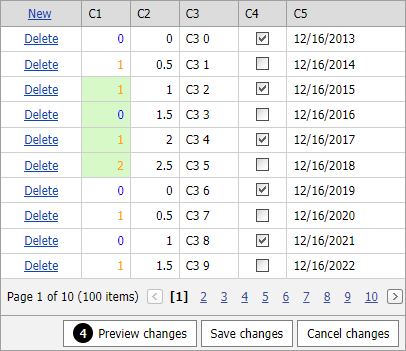 New C1 C2 C3 C4 C5
Delete 0 0 C3 0 12/16/2013
Delete 1 0.5 C3 1 12/16/2014
Delete 1 1 C3 2 12/16/2015
Delete 0 1.5 C3 3 12/16/2016
Delete 1 2 C3 4 12/16/2017
Delete 2 2.5 C3 5 12/16/2018
Delete 0 0 C3 6 12/16/2019
Delete 1 0.5 C3 7 12/16/2020
Delete 0 1 C3 8 12/16/2021
Delete 1 1.5 C3 9 12/16/2022
Page 1 of 10 (100 items) [1] 2 3 4 5 6 7 8 9 10
4 Preview changes Save changes Cancel changes